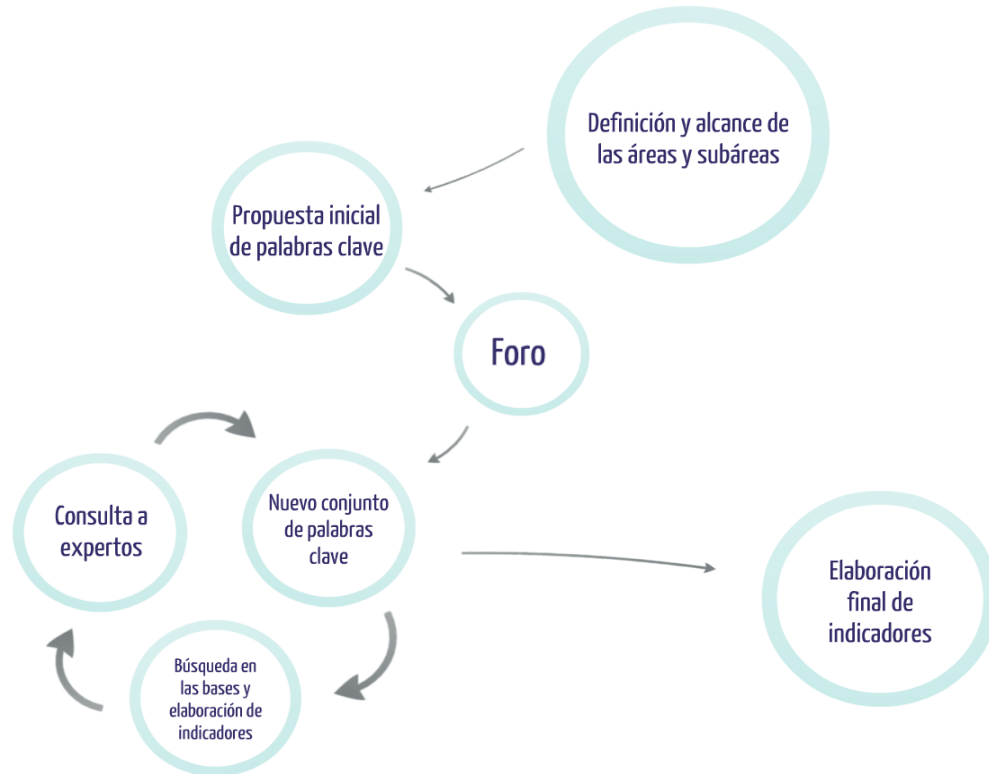 Definición y alcance de
las áreas y subáreas
Propuesta inicial
de palabras clave
Foro
Nuevo conjunto
de palabras
clave
Consulta a
expertos
Búsqueda en
las bases y
elaboración de
indicadores
Elaboración
final de
indicadores